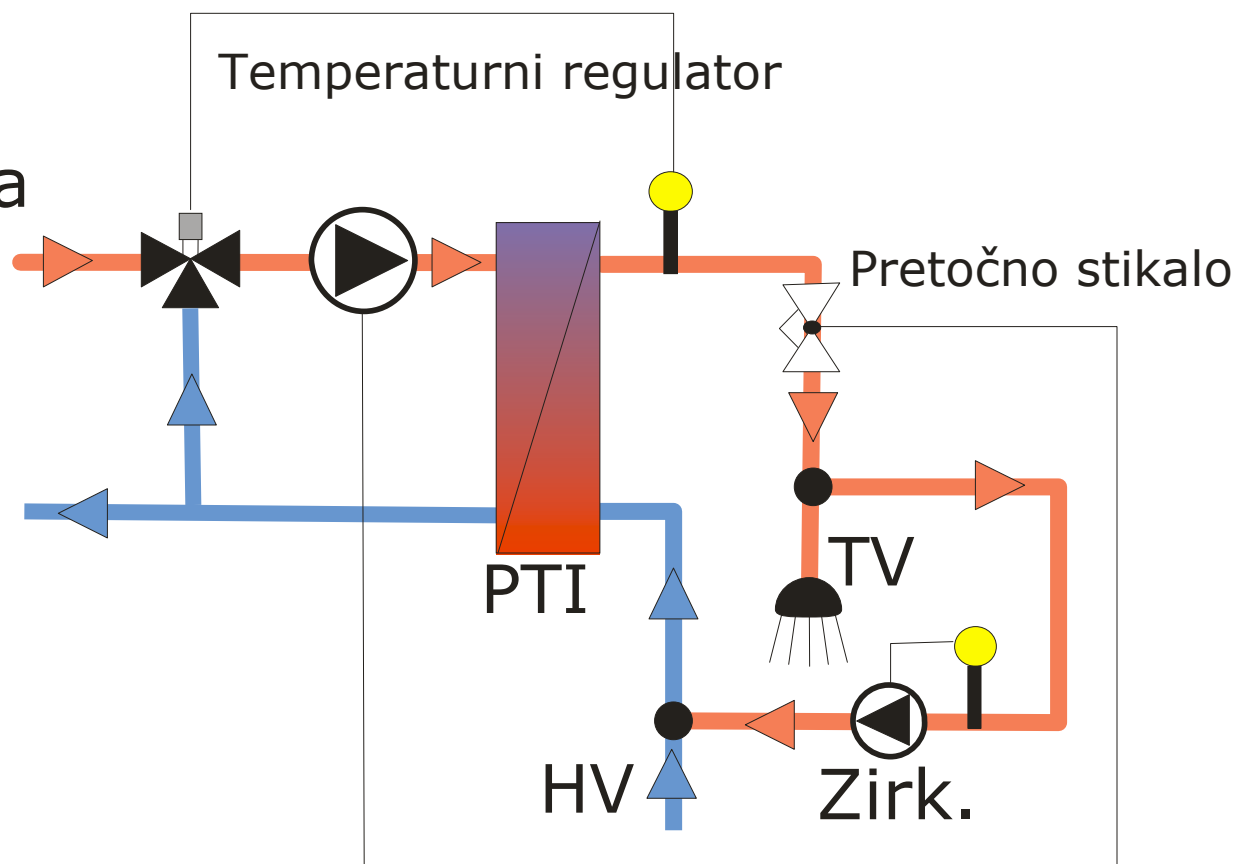 Temperaturni regulator
a
Pretočno stikalo
TV
PTI
HV
Zirk.